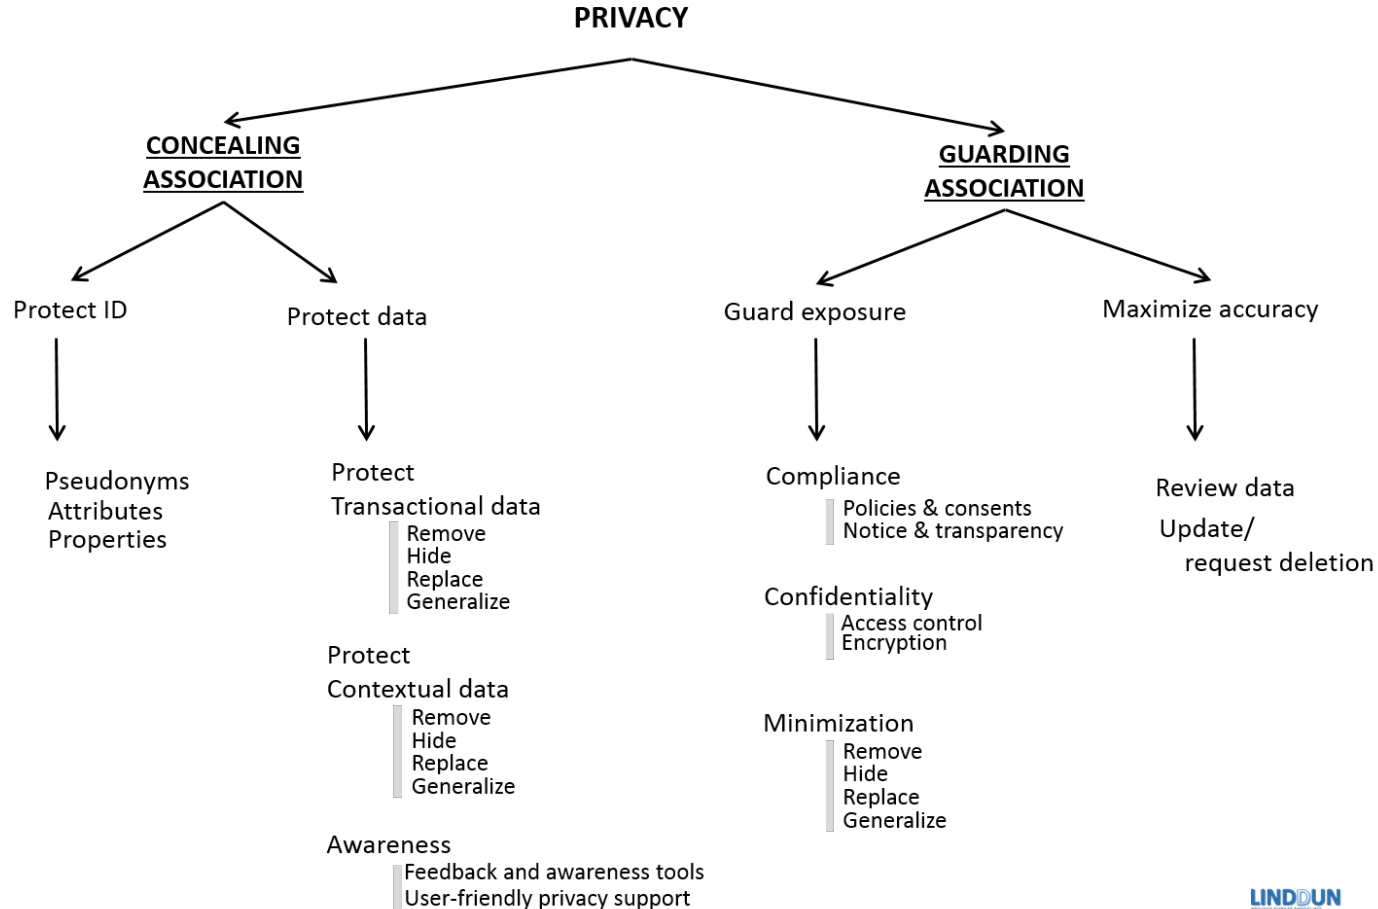 PRIVACY
CONCEALING
ASSOCIATION
GUARDING
ASSOCIATION
Protect ID
Protect data
Guard exposure
Maximize accuracy
Pseudonyms
Attributes
Properties
Protect
Transactional data
Remove
Hide
Replace
Generalize
Protect
Contextual data
Remove
Hide
Replace
Generalize
Awareness
Feedback and awareness tools
User-friendly privacy support
Compliance
Policies & consents
Notice & transparency
Confidentiality
Access control
Encryption
Minimization
Remove
Hide
Replace
Generalize
Review data
Update/
request deletion
LINDDUN